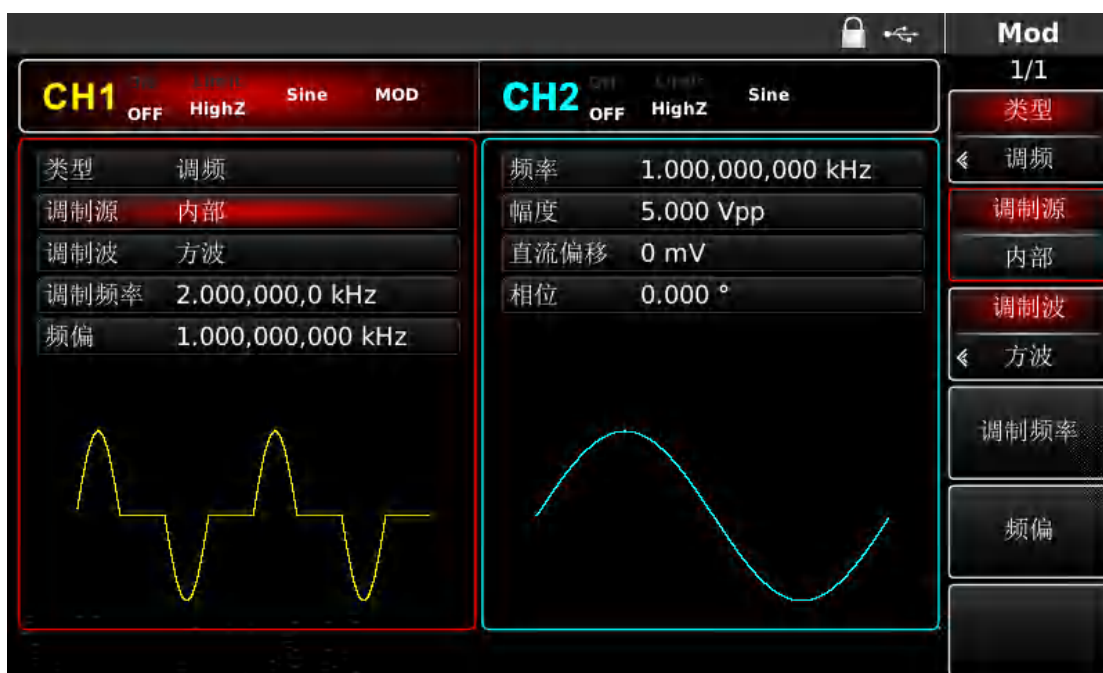 Mod
1/1
CH1 OFF HighZ Sine MOD
CH2 OFF HighZ Sine
类型 调频
调制源 内部
调制波 方波
调制频率 2.000,000,0 kHz
频偏 1.000,000,000 kHz
频率 1.000,000,000 kHz
幅度 5.000 Vpp
直流偏移 0 mV
相位 0.000 °
类型
调频
调制源
内部
调制波
方波
调制频率
频偏